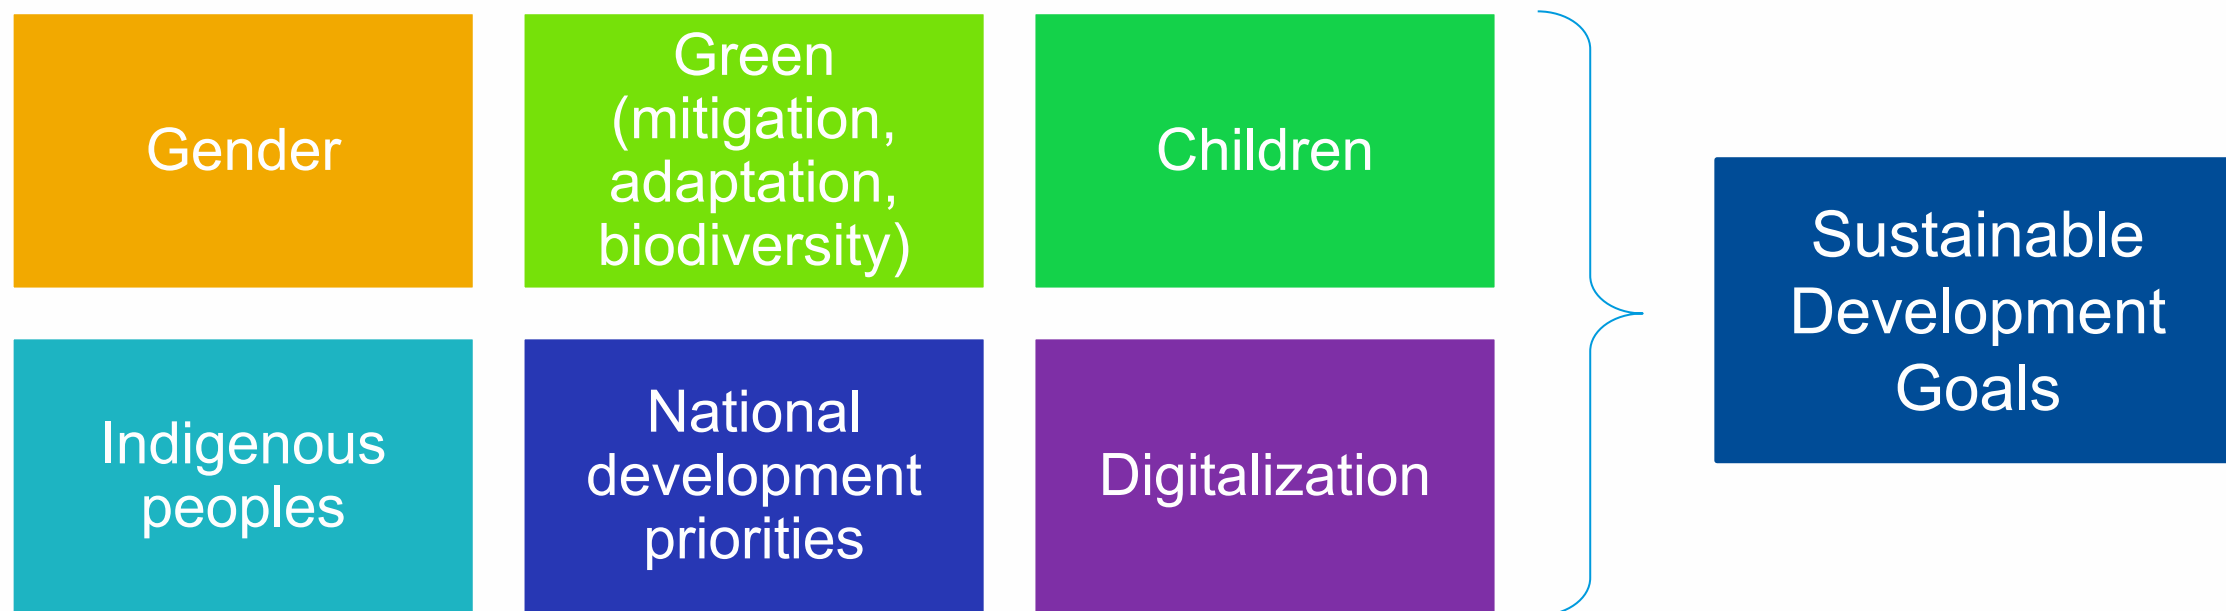 Gender
Green
(mitigation,
adaptation,
biodiversity)
Children
Indigenous
peoples
National
development
priorities
Digitalization
Sustainable
Development
Goals